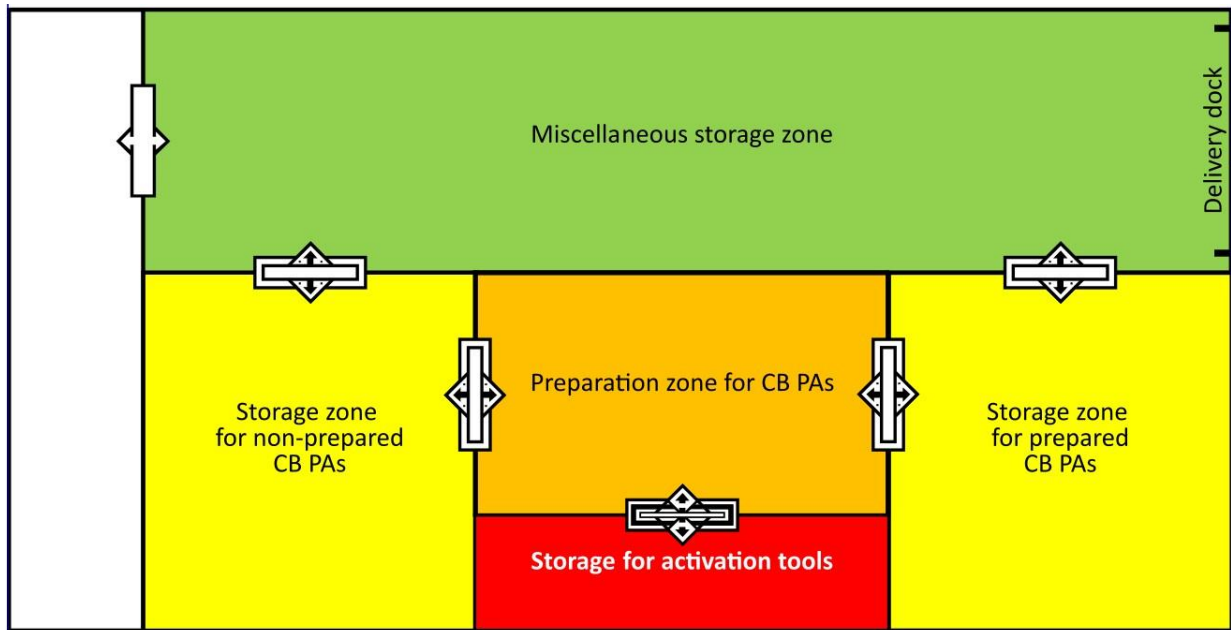 Miscellaneous storage zone
Delivery dock
Preparation zone for CB PAs
Storage zone
for non-prepared
CB PAs
Storage zone
for prepared
CB PAs
Storage for activation tools